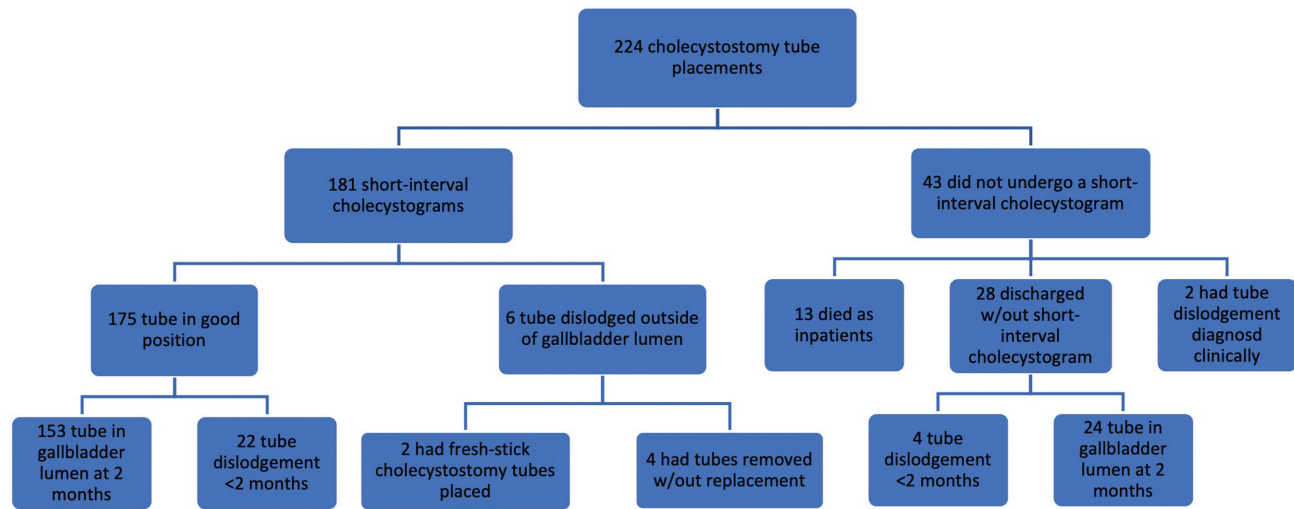 224 cholecystostomy tube
placements
181 short-interval
cholecystograms
43 did not undergo a short-
interval cholecystogram
175 tube in good
position
6 tube dislodged outside
of gallbladder lumen
13 died as
inpatients
28 discharged
w/out short-
interval
cholecystogram
2 had tube
dislodgement
diagnosd
clinically
153 tube in
gallbladder
lumen at 2
months
22 tube
dislodgement
<2 months
2 had fresh-stick
cholecystostomy tubes
placed
4 had tubes removed
w/out replacement
4 tube
dislodgement
<2 months
24 tube in
gallbladder
lumen at 2
months